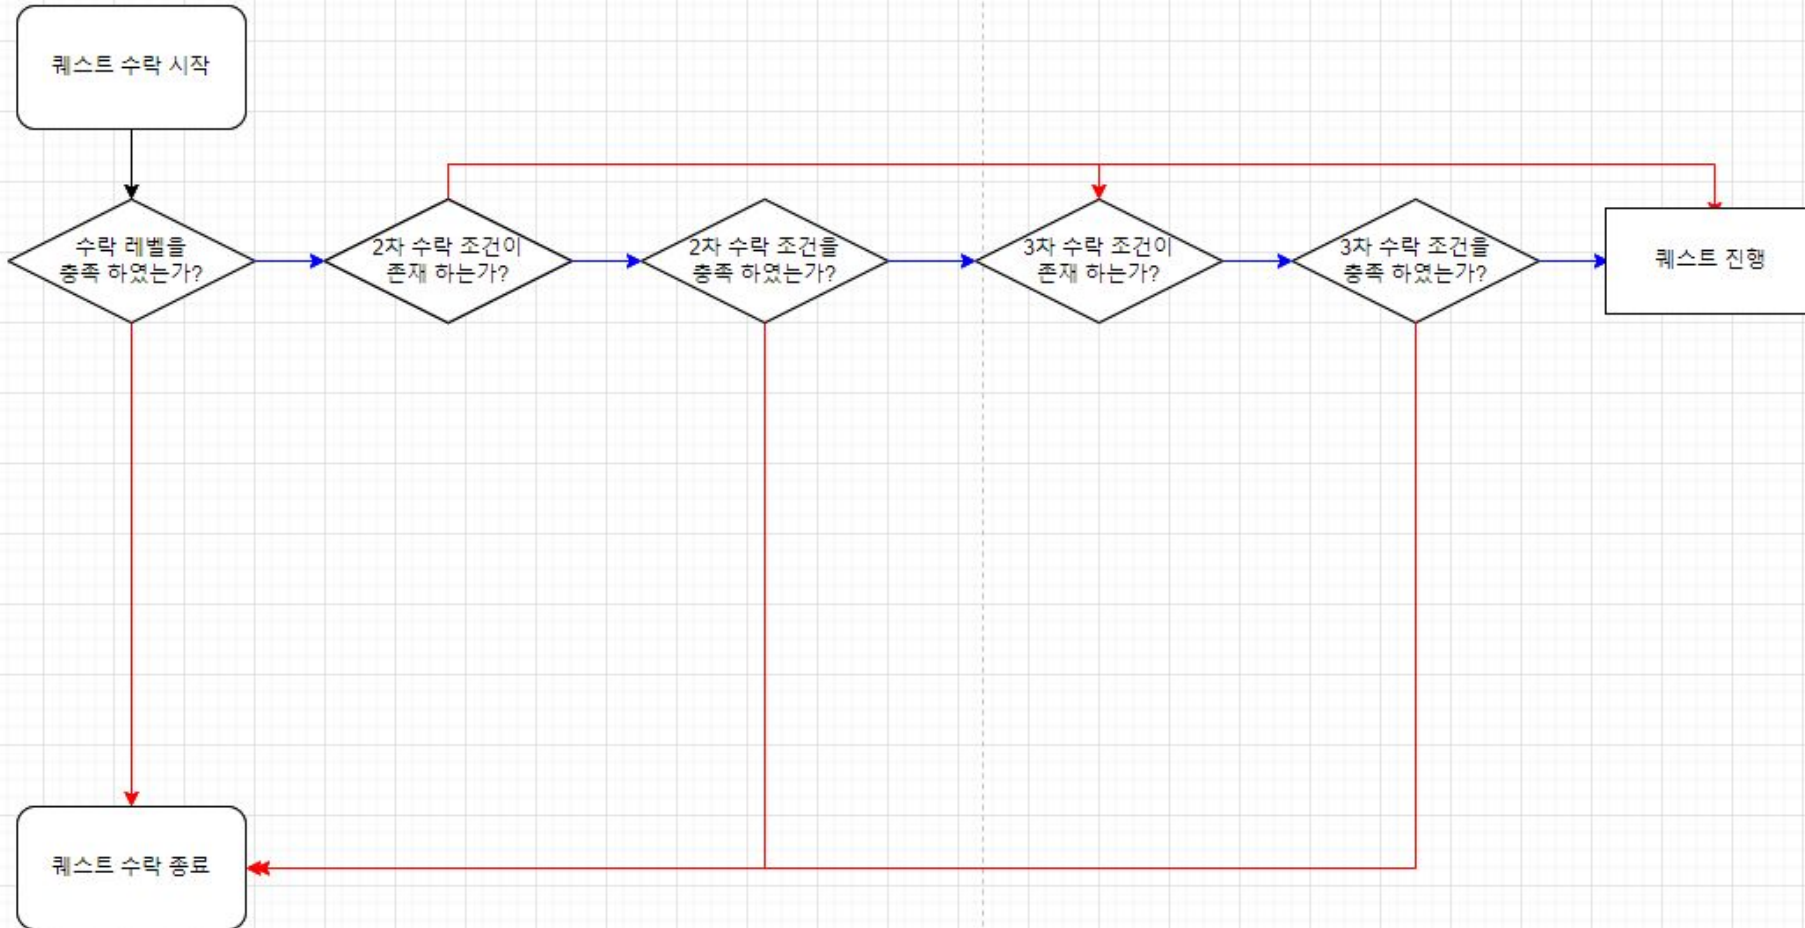 퀘스트 수락 시작
수락 레벨을
충족 하였는가?
2차 수락 조건이
존재 하는가?
2차 수락 조건을
충족 하였는가?
3차 수락 조건이
존재 하는가?
3차 수락 조건을
충족 하였는가?
퀘스트 진행
퀘스트 수락 종료